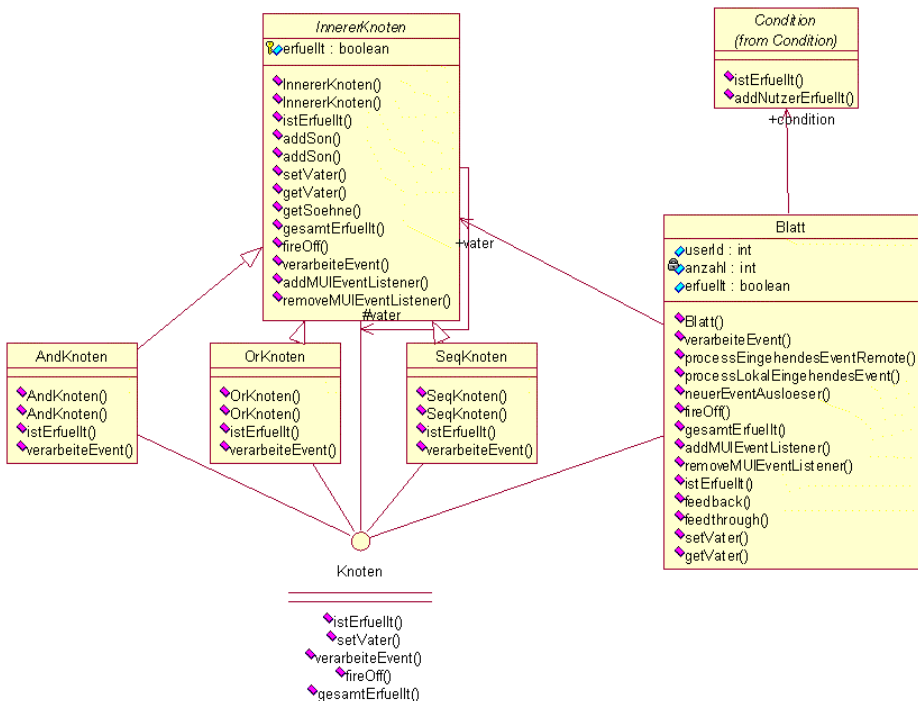 InnererKnoten
erfuellt : boolean
InnererKnoten()
InnererKnoten()
istErfuellt()
addSon()
addSon()
setVater()
getVater()
getSoehne()
gesamtErfuellt()
fireOff()
verarbeiteEvent()
addMUIEventListener()
removeMUIEventListener()
+vater
#vater
Condition
(from Condition)
istErfuellt()
addNutzerErfuellt()
+condition
Blatt
userId : int
anzahl : int
erfuellt : boolean
Blatt()
verarbeiteEvent()
processEingehendesEventRemote()
processLokalEingehendesEvent()
neuerEventAusloeser()
fireOff()
gesamtErfuellt()
addMUIEventListener()
removeMUIEventListener()
istErfuellt()
feedback()
feedthrough()
setVater()
getVater()
AndKnoten
AndKnoten()
AndKnoten()
istErfuellt()
verarbeiteEvent()
OrKnoten
OrKnoten()
OrKnoten()
istErfuellt()
verarbeiteEvent()
SeqKnoten
SeqKnoten()
SeqKnoten()
istErfuellt()
verarbeiteEvent()
Knoten
istErfuellt()
setVater()
verarbeiteEvent()
fireOff()
gesamtErfuellt()